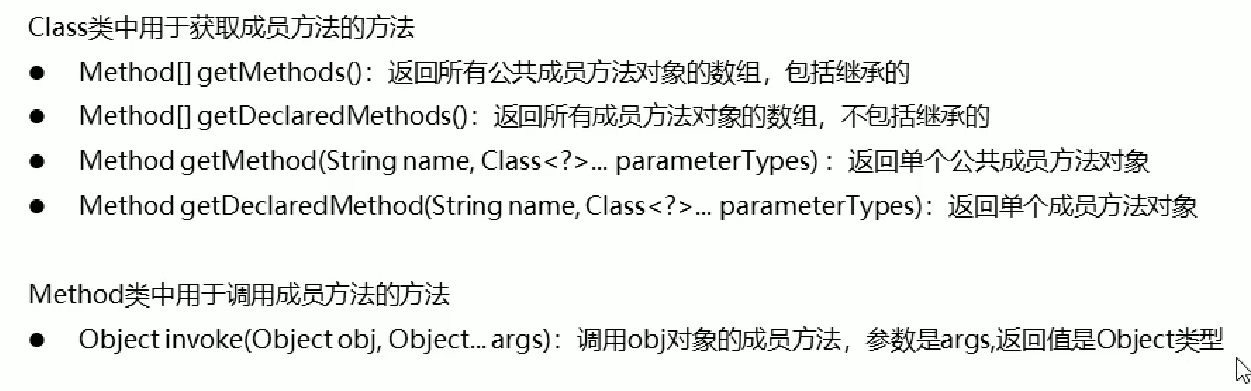 Class类中用于获取成员方法的方法
● Method[] getMethods()：返回所有公共成员方法对象的数组，包括继承的
● Method[] getDeclaredMethods()：返回所有成员方法对象的数组，不包括继承的
● Method getMethod(String name, Class<?>... parameterTypes) ：返回单个公共成员方法对象
● Method getDeclaredMethod(String name, Class<?>... parameterTypes)：返回单个成员方法对象
Method类中用于调用成员方法的方法
● Object invoke(Object obj, Object... args)：调用obj对象的成员方法，参数是args,返回值是Object类型